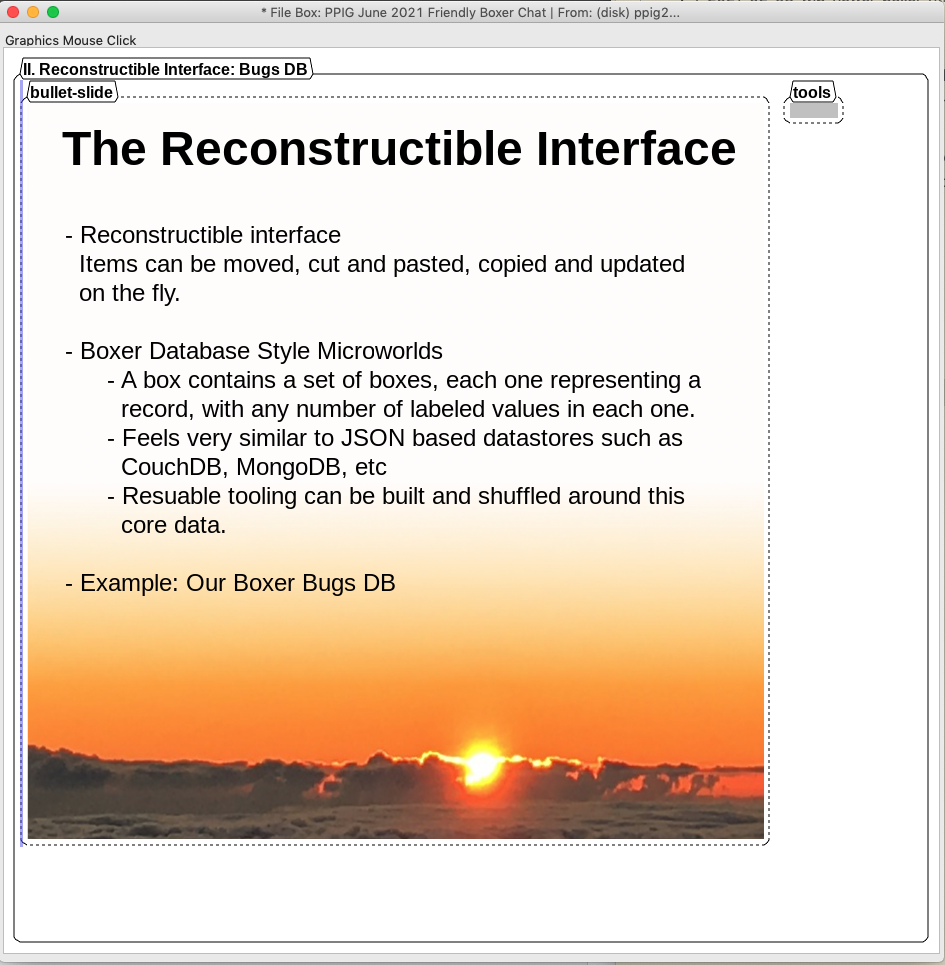 * File Box: PPIG June 2021 Friendly Boxer Chat | From: (disk) ppig2...
Graphics Mouse Click
II. Reconstructible Interface: Bugs DB
bullet-slide
tools
The Reconstructible Interface
- Reconstructible interface
Items can be moved, cut and pasted, copied and updated
on the fly.
- Boxer Database Style Microworlds
- A box contains a set of boxes, each one representing a
record, with any number of labeled values in each one.
- Feels very similar to JSON based datastores such as
CouchDB, MongoDB, etc
- Resuable tooling can be built and shuffled around this
core data.
- Example: Our Boxer Bugs DB